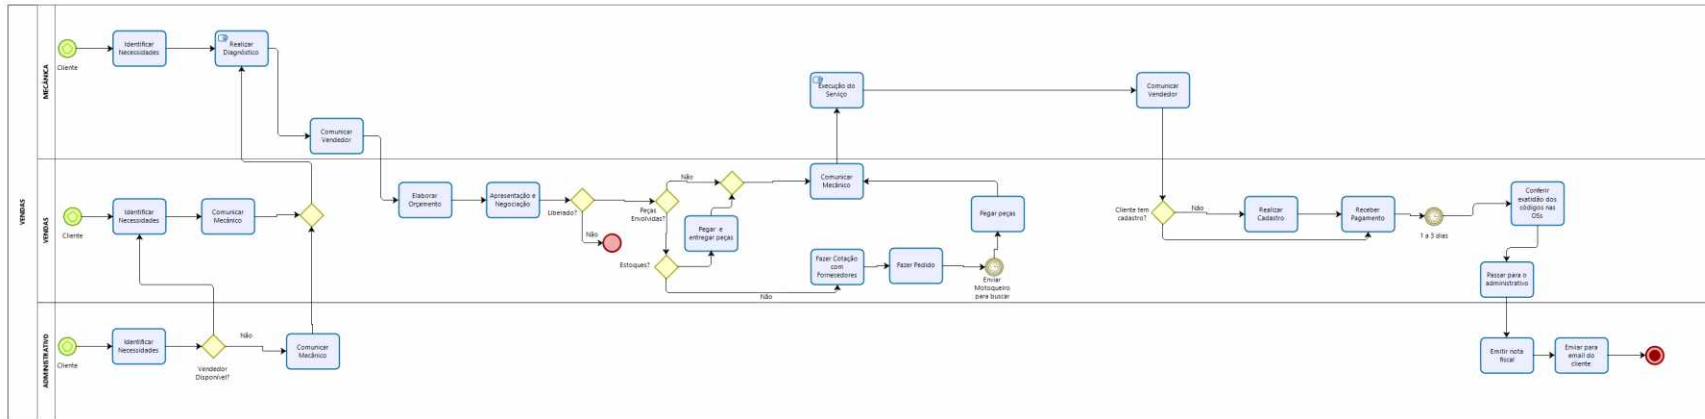 VENDAS
MECÂNICA
Cliente
Identificar
Necessidades
Realizar
Diagnóstico
Comunicar
Vendedor
Execução do
Serviço
Comunicar
Vendedor
VENDAS
Cliente
Identificar
Necessidades
Comunicar
Mecânico
Elaborar
Orçamento
Apresentação e
Negociação
Liberado?
Não
Peças
Envolvidas?
Não
Pegar e
entregar peças
Estoques?
Não
Comunicar
Mecânico
Fazer Cotação
com
Fornecedores
Fazer Pedido
Enviar
Motoqueiro
para buscar
Pegar peças
Cliente tem
cadastro?
Não
Realizar
Cadastro
Receber
Pagamento
1 a 3 dias
Conferir
exatidão dos
códigos nas
OSs
Passar para o
administrativo
ADMINISTRATIVO
Cliente
Identificar
Necessidades
Vendedor
Disponível?
Não
Comunicar
Mecânico
Emitir nota
fiscal
Enviar para
email do
cliente